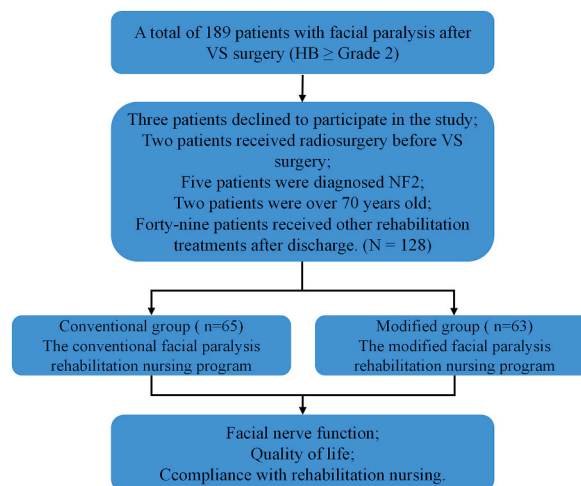 A total of 189 patients with facial paralysis after
VS surgery (HB ≥ Grade 2)
Three patients declined to participate in the study;
Two patients received radiosurgery before VS
surgery;
Five patients were diagnosed NF2;
Two patients were over 70 years old;
Forty-nine patients received other rehabilitation
treatments after discharge. (N = 128)
Conventional group ( n=65)
The conventional facial paralysis
rehabilitation nursing program
Modified group ( n=63)
The modified facial paralysis
rehabilitation nursing program
Facial nerve function;
Quality of life;
Ccompliance with rehabilitation nursing.